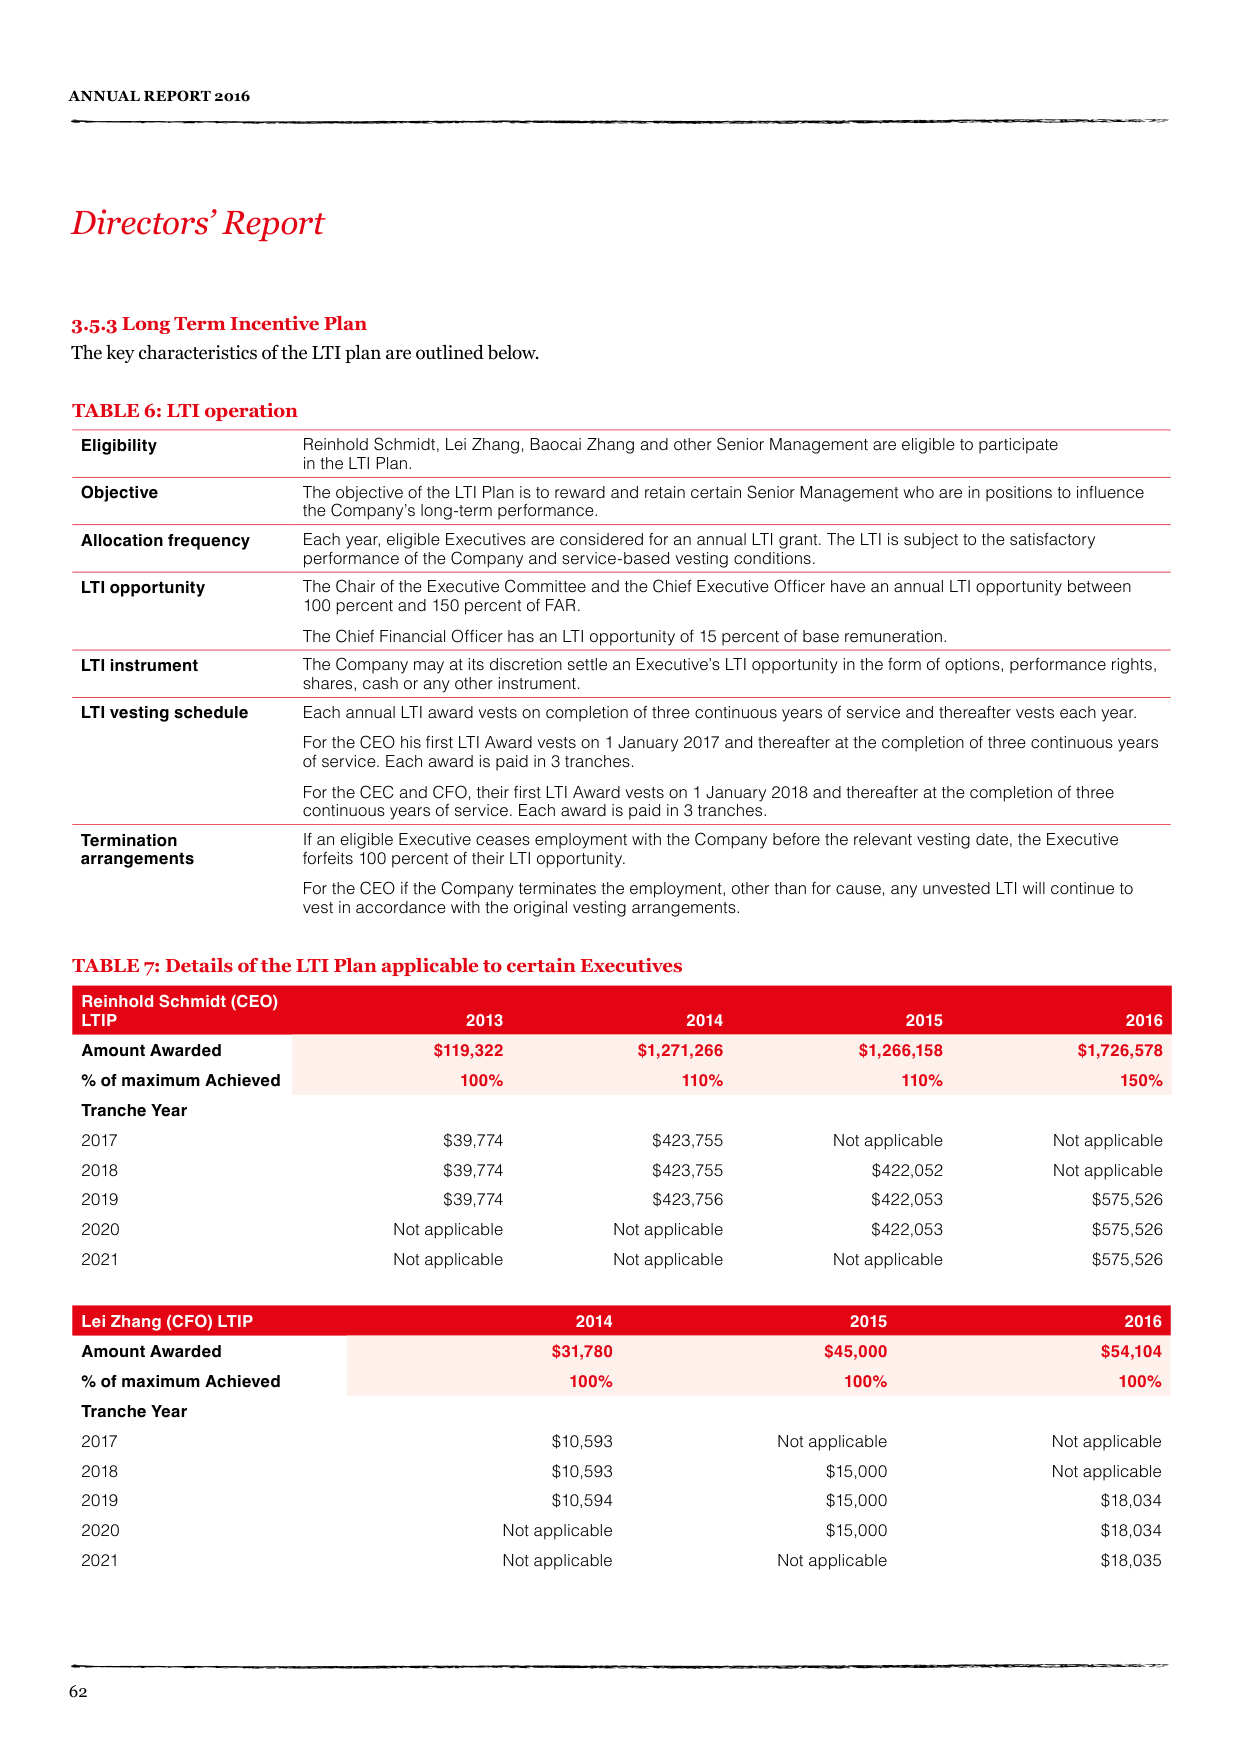 ANNUAL REPORT 2016
Directors’ Report
3.5.3 Long Term Incentive Plan
The key characteristics of the LTI plan are outlined below.
TABLE 6: LTI operation
Eligibility Reinhold Schmidt, Lei Zhang, Baocai Zhang and other Senior Management are eligible to participate
in the LTI Plan.
Objective The objective of the LTI Plan is to reward and retain certain Senior Management who are in positions to influence
the Company’s long-term performance.
Allocation frequency Each year, eligible Executives are considered for an annual LTI grant. The LTI is subject to the satisfactory
performance of the Company and service-based vesting conditions.
LTI opportunity The Chair of the Executive Committee and the Chief Executive Officer have an annual LTI opportunity between
100 percent and 150 percent of FAR.
The Chief Financial Officer has an LTI opportunity of 15 percent of base remuneration.
LTI instrument The Company may at its discretion settle an Executive’s LTI opportunity in the form of options, performance rights,
shares, cash or any other instrument.
LTI vesting schedule Each annual LTI award vests on completion of three continuous years of service and thereafter vests each year.
For the CEO his first LTI Award vests on 1 January 2017 and thereafter at the completion of three continuous years
of service. Each award is paid in 3 tranches.
For the CEC and CFO, their first LTI Award vests on 1 January 2018 and thereafter at the completion of three
continuous years of service. Each award is paid in 3 tranches.
Termination If an eligible Executive ceases employment with the Company before the relevant vesting date, the Executive
arrangements forfeits 100 percent of their LTI opportunity.
For the CEO if the Company terminates the employment, other than for cause, any unvested LTI will continue to
vest in accordance with the original vesting arrangements.
TABLE 7: Details of the LTI Plan applicable to certain Executives
Reinhold Schmidt (CEO)
LTIP 2013 2014 2015 2016
Amount Awarded $119,322 $1,271,266 $1,266,158 $1,726,578
% of maximum Achieved 100% 110% 110% 150%
Tranche Year
2017 $39,774 $423,755 Not applicable Not applicable
2018 $39,774 $423,755 $422,052 Not applicable
2019 $39,774 $423,756 $422,053 $575,526
2020 Not applicable Not applicable $422,053 $575,526
2021 Not applicable Not applicable Not applicable $575,526
Lei Zhang (CFO) LTIP 2014 2015 2016
Amount Awarded $31,780 $45,000 $54,104
% of maximum Achieved 100% 100% 100%
Tranche Year
2017 $10,593 Not applicable Not applicable
2018 $10,593 $15,000 Not applicable
2019 $10,594 $15,000 $18,034
2020 Not applicable $15,000 $18,034
2021 Not applicable Not applicable $18,035
62